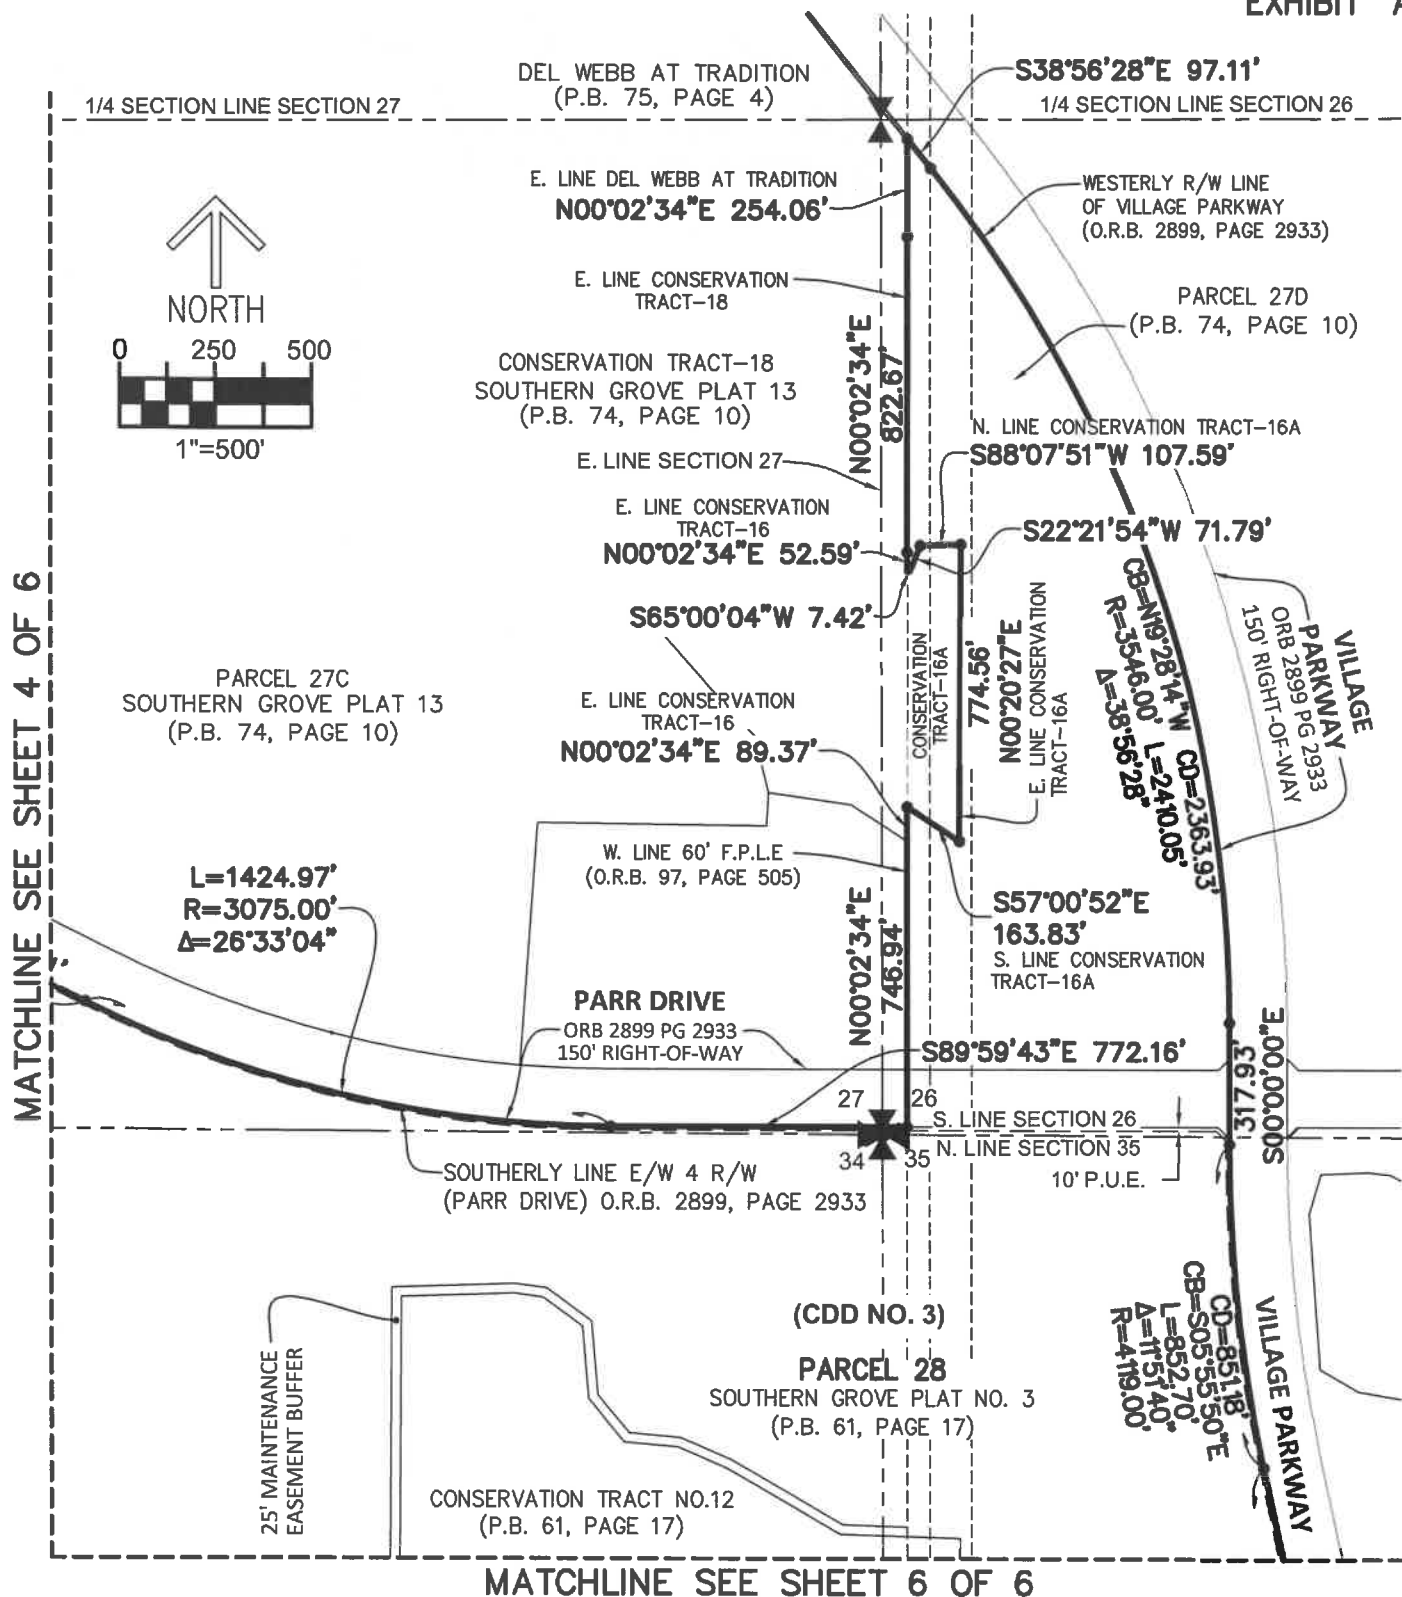 EXHIBIT "A
DEL WEBB AT TRADITION
(P.B. 75, PAGE 4)
S38°56'28"E 97.11'
1/4 SECTION LINE SECTION 27
1/4 SECTION LINE SECTION 26
E. LINE DEL WEBB AT TRADITION
N00°02'34"E 254.06'
WESTERLY R/W LINE
OF VILLAGE PARKWAY
(O.R.B. 2899, PAGE 2933)
NORTH
0 250 500
1"=500'
E. LINE CONSERVATION
TRACT-18
PARCEL 27D
(P.B. 74, PAGE 10)
N00°02'34"E
822.67'
CONSERVATION TRACT-18
SOUTHERN GROVE PLAT 13
(P.B. 74, PAGE 10)
N. LINE CONSERVATION TRACT-16A
S88°07'51"W 107.59'
E. LINE SECTION 27
E. LINE CONSERVATION
TRACT-16
N00°02'34"E 52.59'
S22°21'54"W 71.79'
S65°00'04"W 7.42'
MATCHLINE SEE SHEET 4 OF 6
PARCEL 27C
SOUTHERN GROVE PLAT 13
(P.B. 74, PAGE 10)
E. LINE CONSERVATION
TRACT-16
N00°02'34"E 89.37'
CONSERVATION
TRACT-16A
774.56'
N00°20'27"E
E. LINE CONSERVATION
TRACT-16A
CB=N19°28'14"W CD=2363.93'
R=3546.00' L=2410.05'
Δ=38°56'28"
VILLAGE
PARKWAY
ORB 2899 PG 2933
150' RIGHT-OF-WAY
W. LINE 60' F.P.L.E
(O.R.B. 97, PAGE 505)
L=1424.97'
R=3075.00'
Δ=26°33'04"
N00°02'34"E
746.94'
S57°00'52"E
163.83'
S. LINE CONSERVATION
TRACT-16A
PARR DRIVE
ORB 2899 PG 2933
150' RIGHT-OF-WAY
S89°59'43"E 772.16'
317.93'
S00°00'00"E
27 26
S. LINE SECTION 26
N. LINE SECTION 35
34 35
10' P.U.E.
SOUTHERLY LINE E/W 4 R/W
(PARR DRIVE) O.R.B. 2899, PAGE 2933
25' MAINTENANCE
EASEMENT BUFFER
(CDD NO. 3)
PARCEL 28
SOUTHERN GROVE PLAT NO. 3
(P.B. 61, PAGE 17)
CD=851.18'
CB=S05°55'50"E
L=852.70'
Δ=11°51'40"
R=4119.00'
VILLAGE PARKWAY
CONSERVATION TRACT NO.12
(P.B. 61, PAGE 17)
MATCHLINE SEE SHEET 6 OF 6